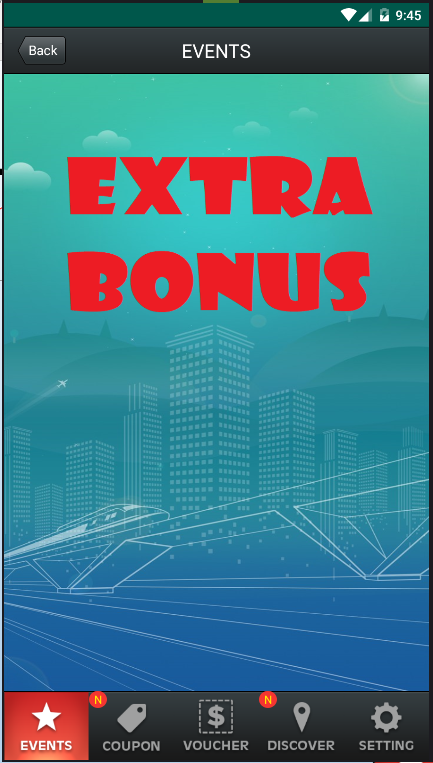 9:45
Back
EVENTS
EXTRA
BONUS
N
N
$
EVENTS
COUPON
VOUCHER
DISCOVER
SETTING